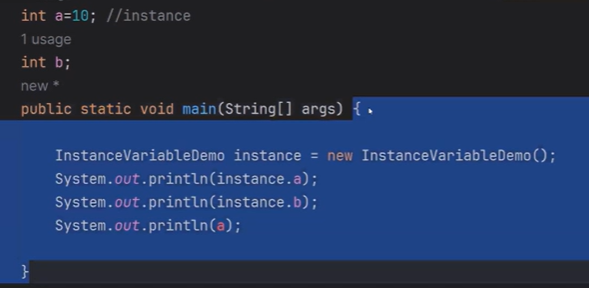 int a=10; //instance
1 usage
int b;
new *
public static void main(String[] args) {
InstanceVariableDemo instance = new InstanceVariableDemo();
System.out.println(instance.a);
System.out.println(instance.b);
System.out.println(a);
}